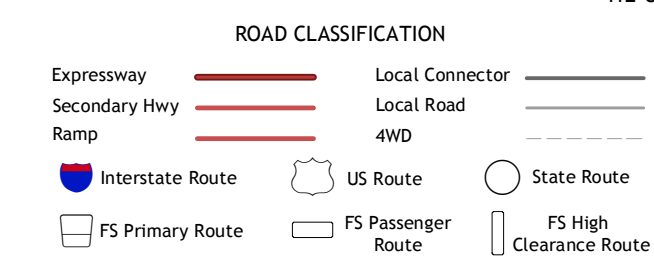 ROAD CLASSIFICATION
Expressway
Local Connector
Secondary Hwy
Local Road
Ramp
4WD
Interstate Route
US Route
State Route
FS Primary Route
FS Passenger
Route
FS High
Clearance Route